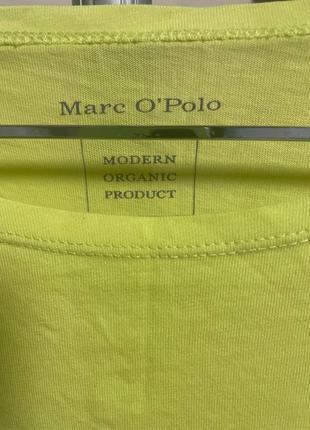 Marc O'Polo
MODERN
ORGANIC
PRODUCT